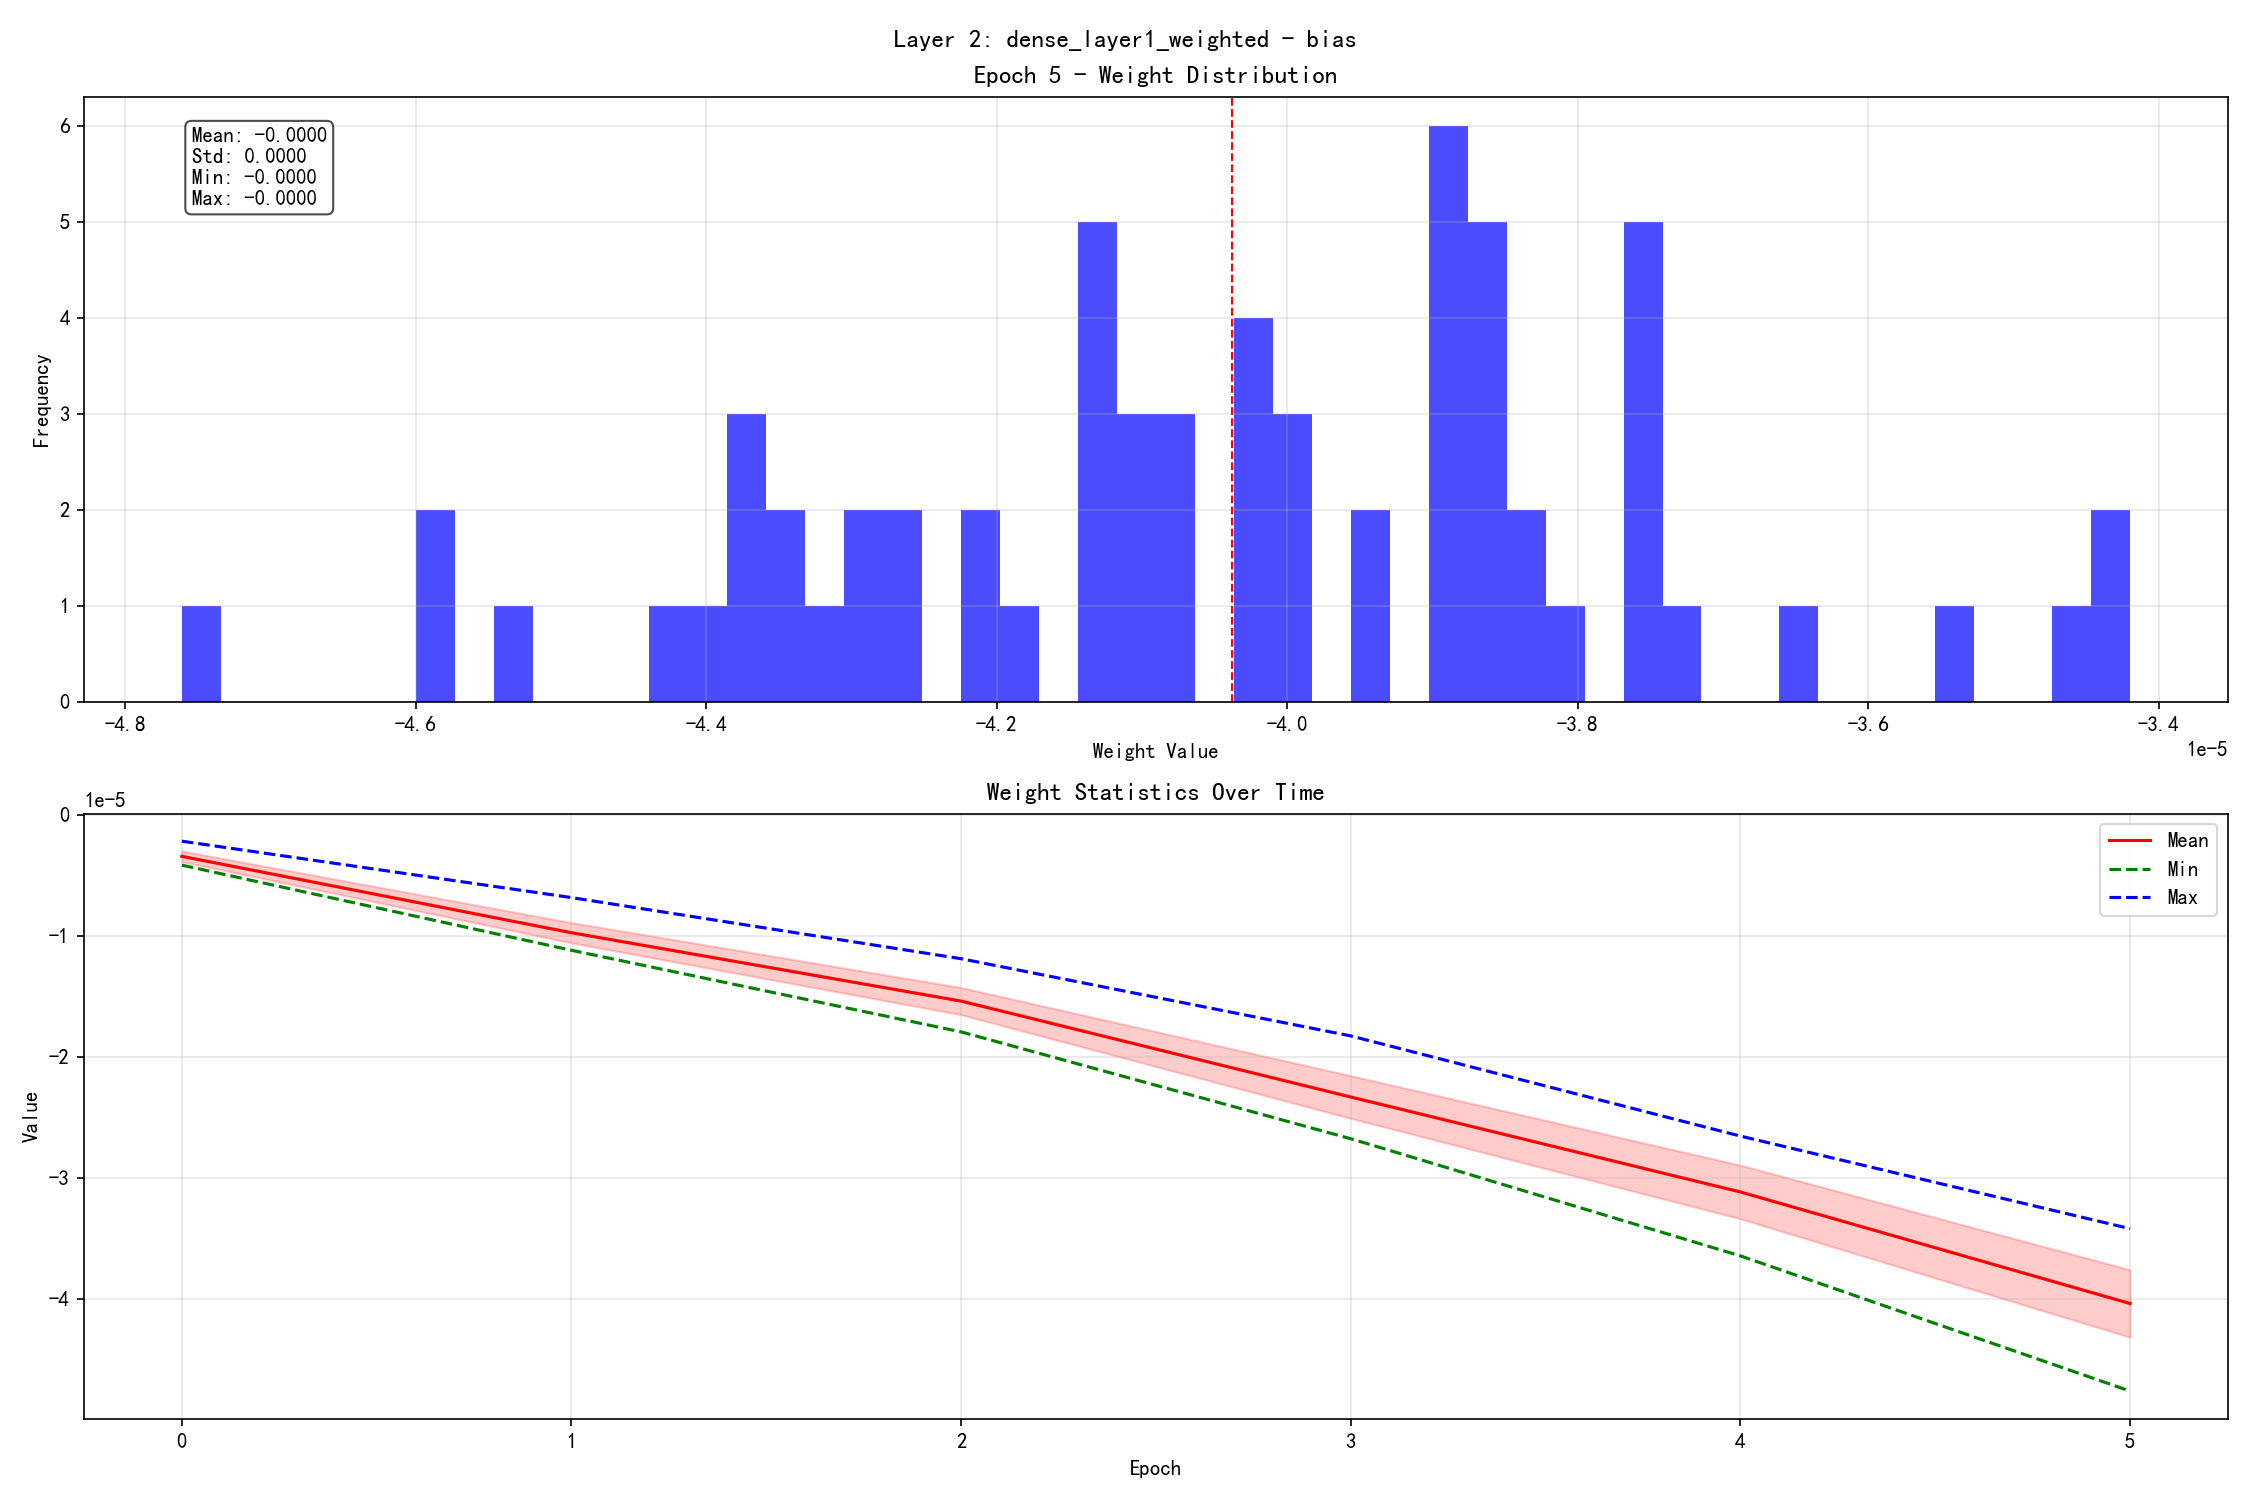 Layer 2: dense_layer1_weighted - bias
Epoch 5 - Weight Distribution
Mean: -0.0000
Std: 0.0000
Min: -0.0000
Max: -0.0000
6
5
4
3
2
1
0
Frequency
-4.8 -4.6 -4.4 -4.2 -4.0 -3.8 -3.6 -3.4
Weight Value
1e-5
Weight Statistics Over Time
1e-5
Mean
Min
Max
0
-1
-2
-3
-4
Value
0 1 2 3 4 5
Epoch